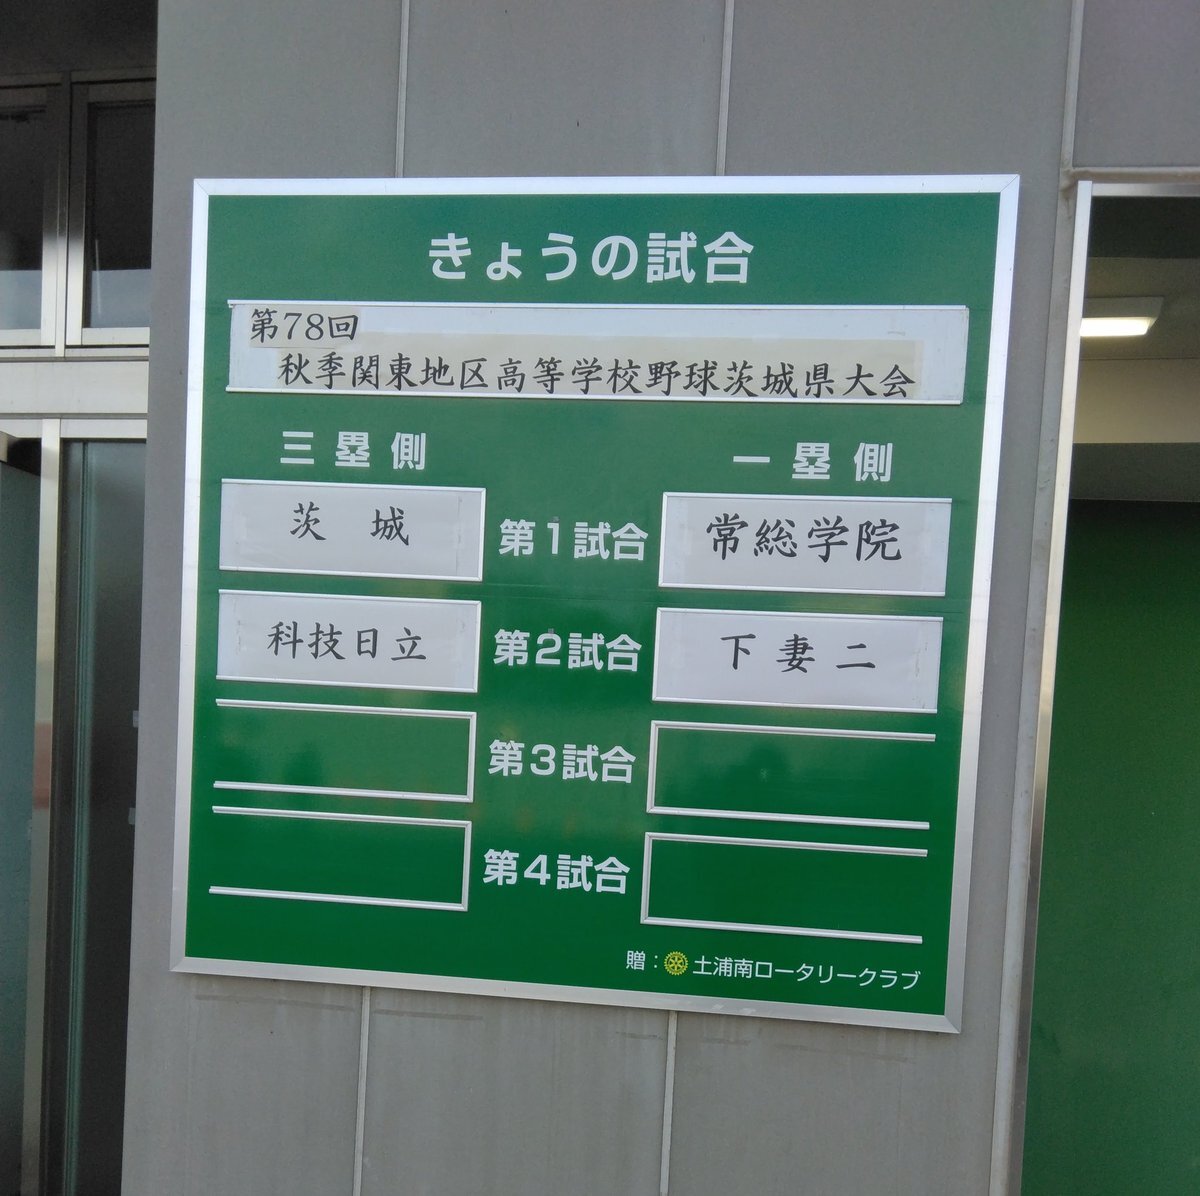 きょうの試合
第78回
秋季関東地区高等学校野球茨城県大会
三塁側 一塁側
茨 城 第1試合 常総学院
科技日立 第2試合 下妻二
第3試合
第4試合
贈：土浦南ロータリークラブ